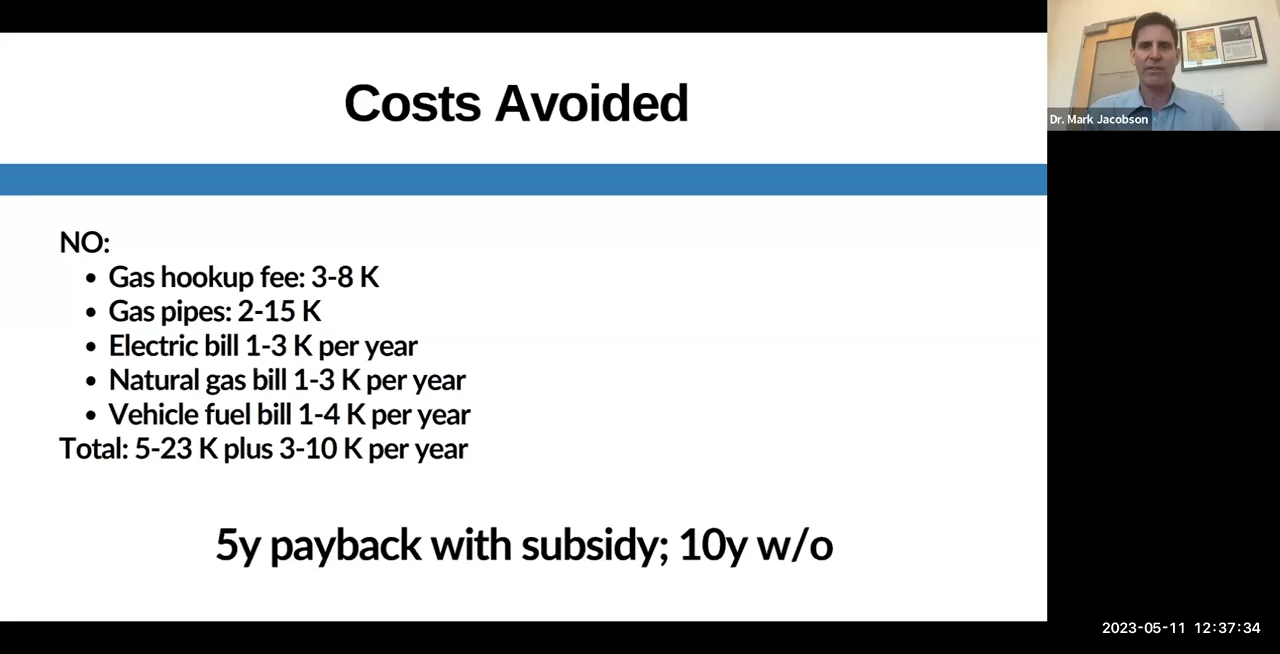 Costs Avoided
NO:
• Gas hookup fee: 3-8 K
• Gas pipes: 2-15 K
• Electric bill 1-3 K per year
• Natural gas bill 1-3 K per year
• Vehicle fuel bill 1-4 K per year
Total: 5-23 K plus 3-10 K per year
5y payback with subsidy; 10y w/o
Dr. Mark Jacobson
2023-05-11 12:37:34